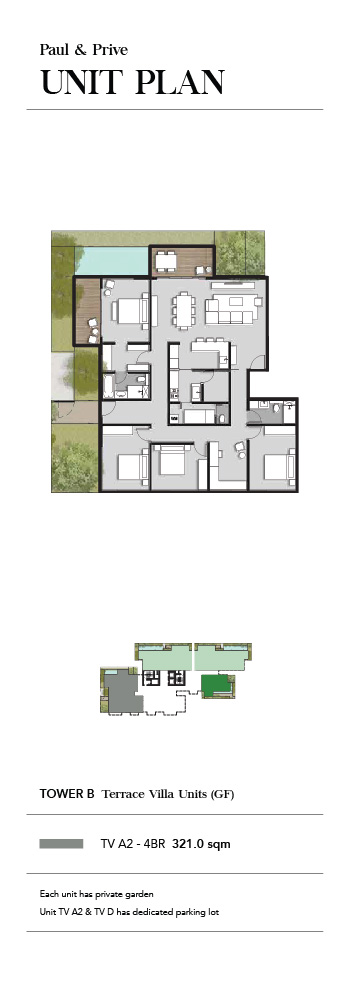 Paul & Prive
UNIT PLAN
TOWER B Terrace Villa Units (GF)
TV A2 - 4BR 321.0 sqm
Each unit has private garden
Unit TV A2 & TV D has dedicated parking lot